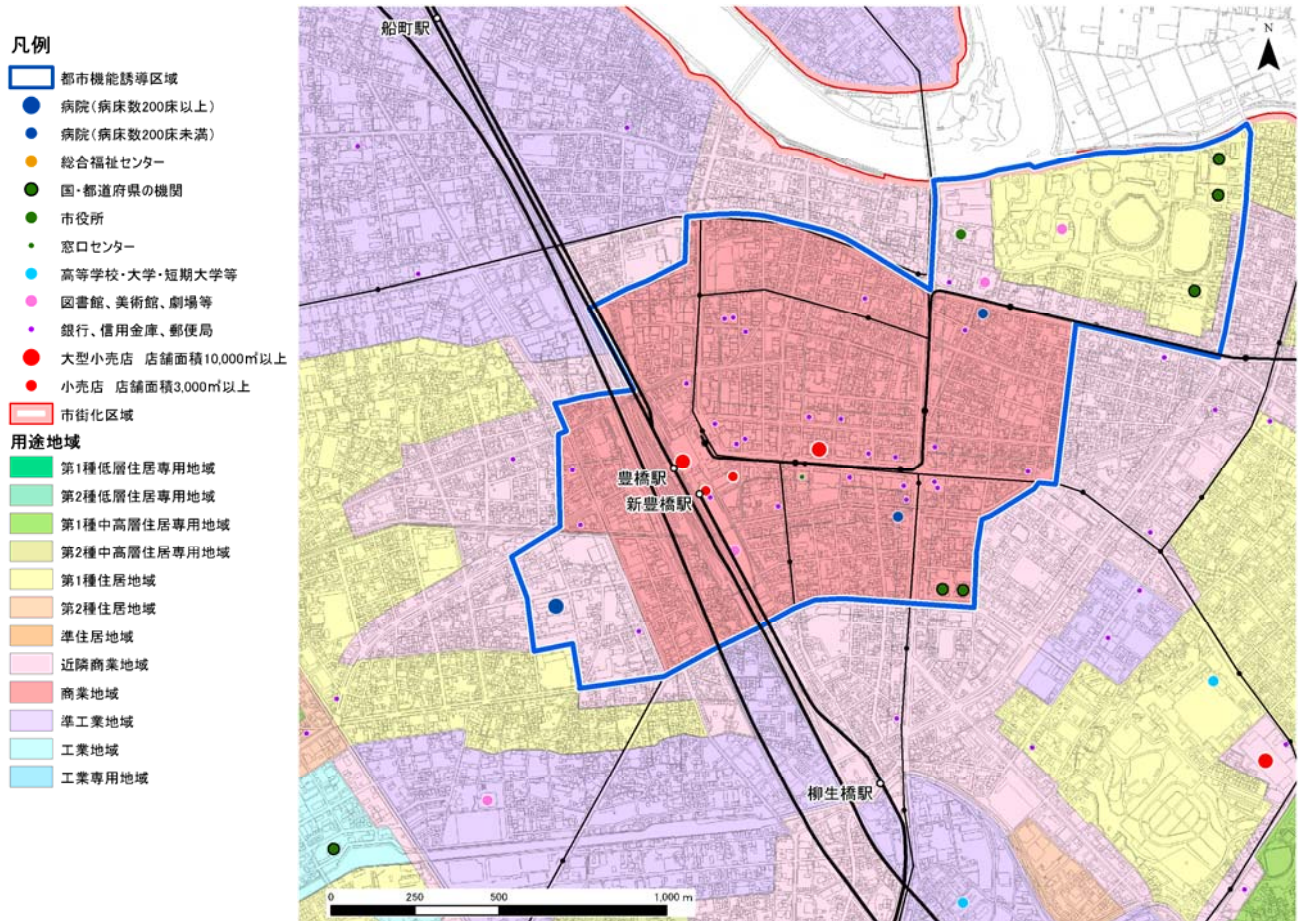 凡例
都市機能誘導区域
病院(病床数200床以上)
病院(病床数200床未満)
総合福祉センター
国・都道府県の機関
市役所
窓口センター
高等学校・大学・短期大学等
図書館、美術館、劇場等
銀行、信用金庫、郵便局
大型小売店 店舗面積10,000㎡以上
小売店 店舗面積3,000㎡以上
市街化区域
用途地域
第1種低層住居専用地域
第2種低層住居専用地域
第1種中高層住居専用地域
第2種中高層住居専用地域
第1種住居地域
第2種住居地域
準住居地域
近隣商業地域
商業地域
準工業地域
工業地域
工業専用地域
船町駅
N
豊橋駅
新豊橋駅
柳生橋駅
0 250 500 1,000 m